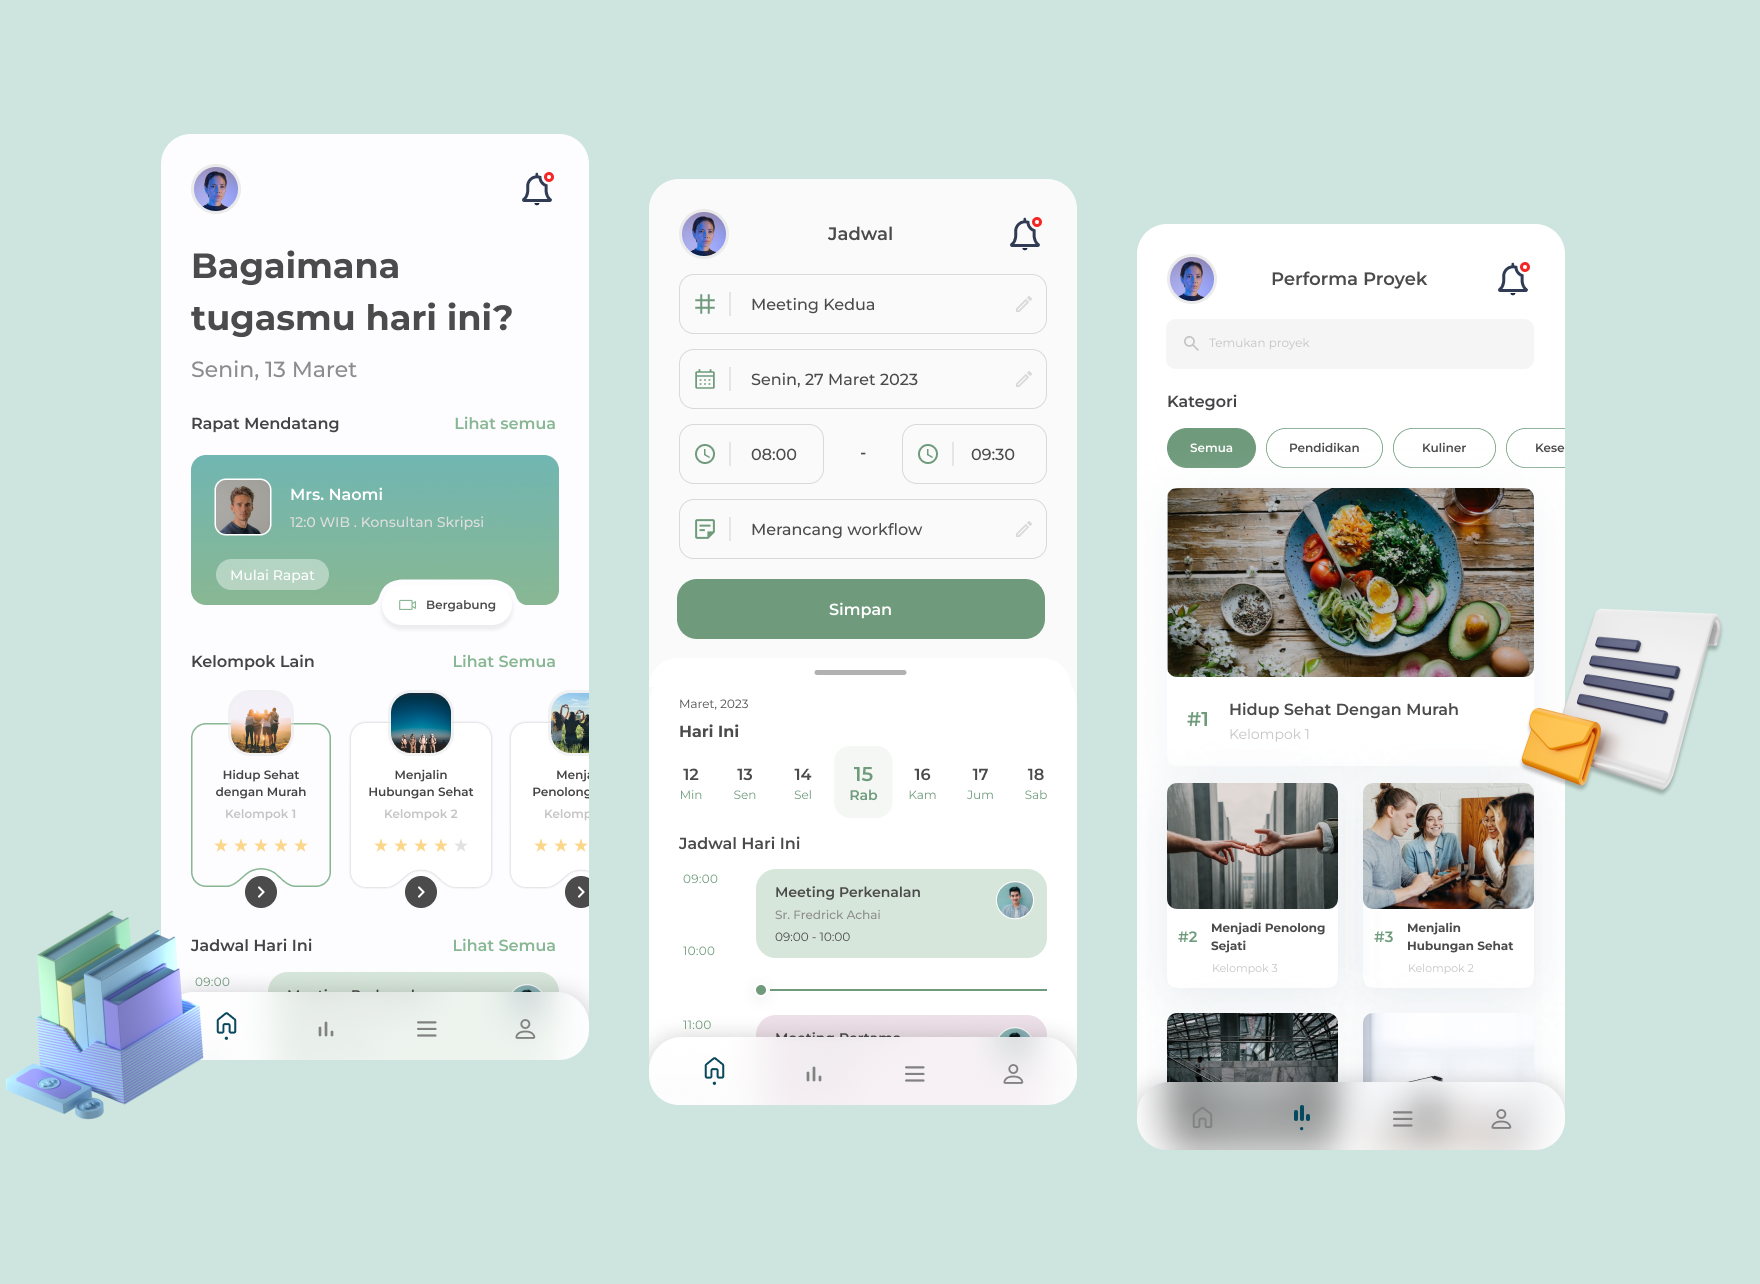 Bagaimana
tugasmu hari ini?
Senin, 13 Maret
Rapat Mendatang
Lihat semua
Mrs. Naomi
12:0 WIB . Konsultan Skripsi
Mulai Rapat
Bergabung
Kelompok Lain
Lihat Semua
Hidup Sehat
dengan Murah
Kelompok 1
Menjalin
Hubungan Sehat
Kelompok 2
Menja
Penolong
Kelomp
Jadwal Hari Ini
Lihat Semua
09:00
Jadwal
Meeting Kedua
Senin, 27 Maret 2023
08:00
-
09:30
Merancang workflow
Simpan
Maret, 2023
Hari Ini
12 13 14 15 16 17 18
Min Sen Sel Rab Kam Jum Sab
Jadwal Hari Ini
09:00
Meeting Perkenalan
Sr. Fredrick Achai
09:00 - 10:00
10:00
11:00
Meeting Pertama
Performa Proyek
Temukan proyek
Kategori
Semua
Pendidikan
Kuliner
Kese
#1
Hidup Sehat Dengan Murah
Kelompok 1
#2
Menjadi Penolong
Sejati
Kelompok 3
#3
Menjalin
Hubungan Sehat
Kelompok 2